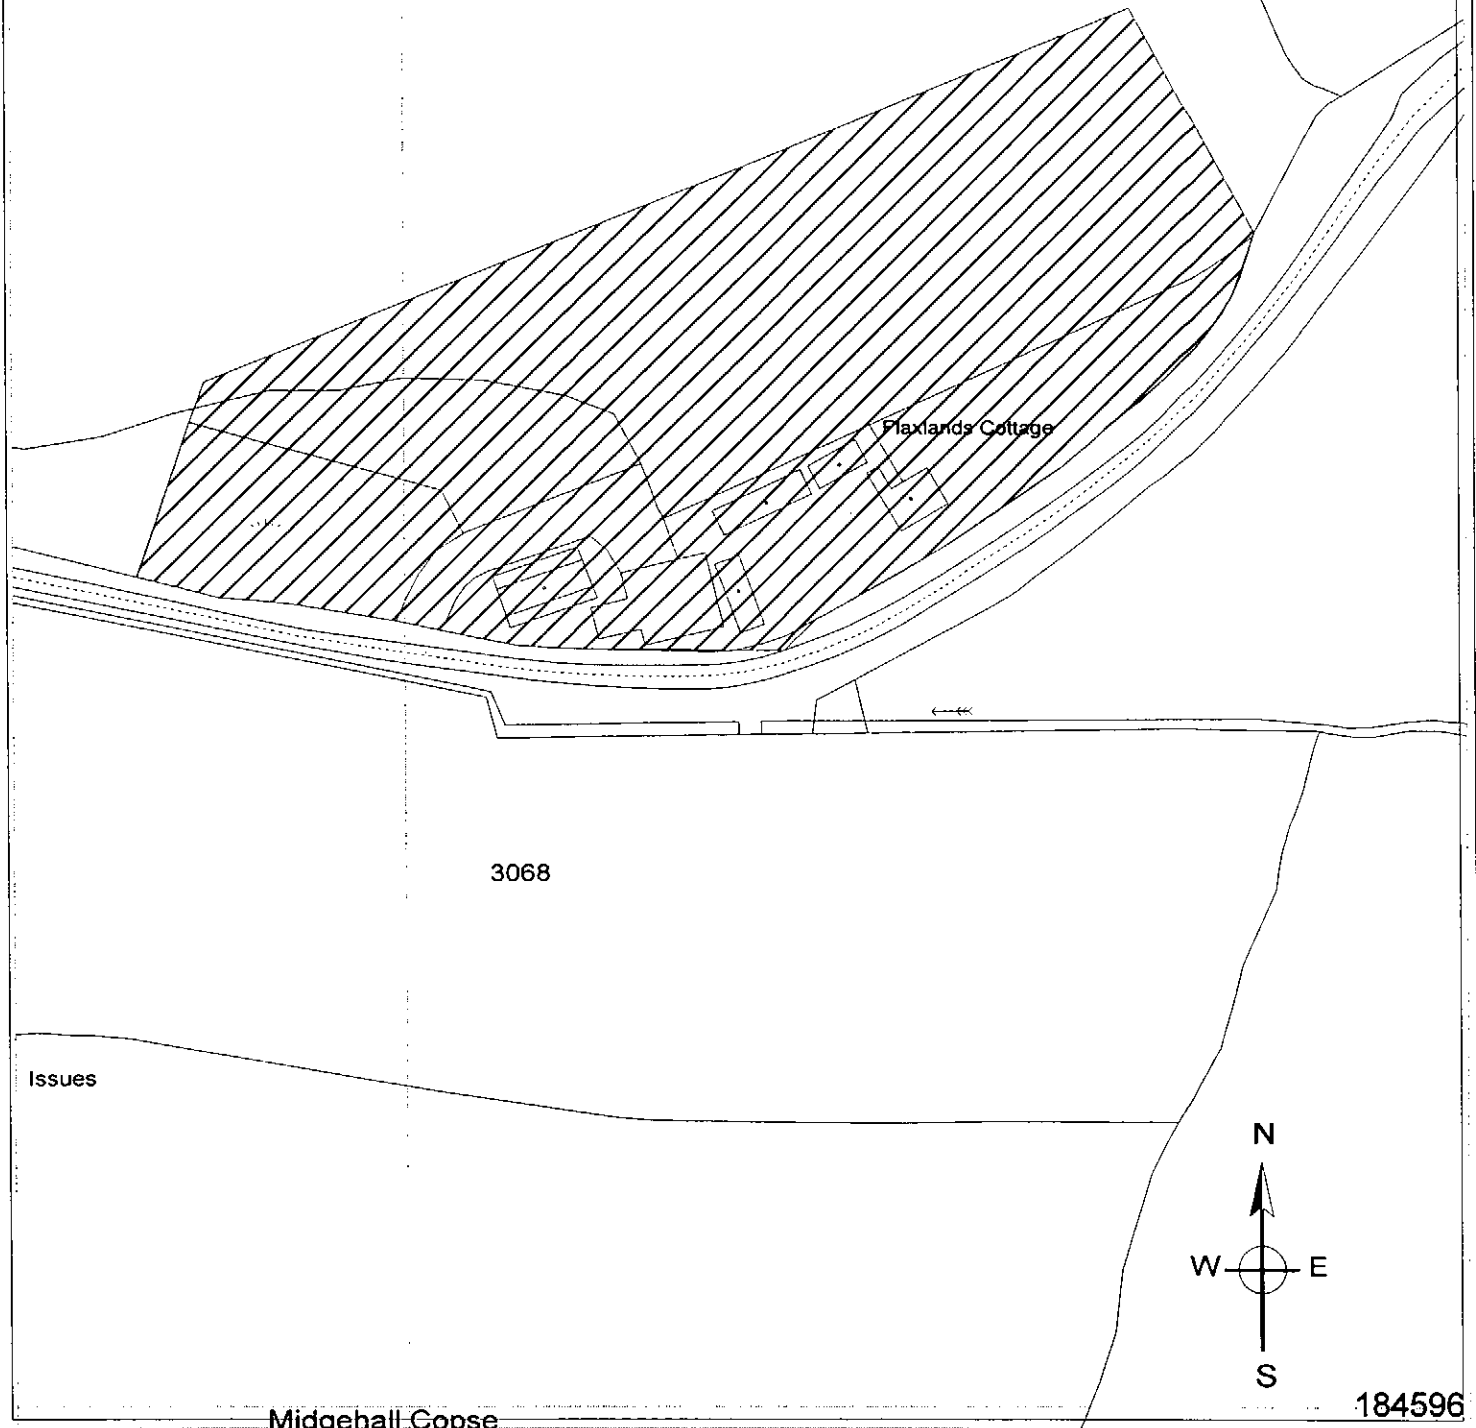 Flaxlands Cottage
3068
Issues
N
W E
S
184596
Midgehall Copse